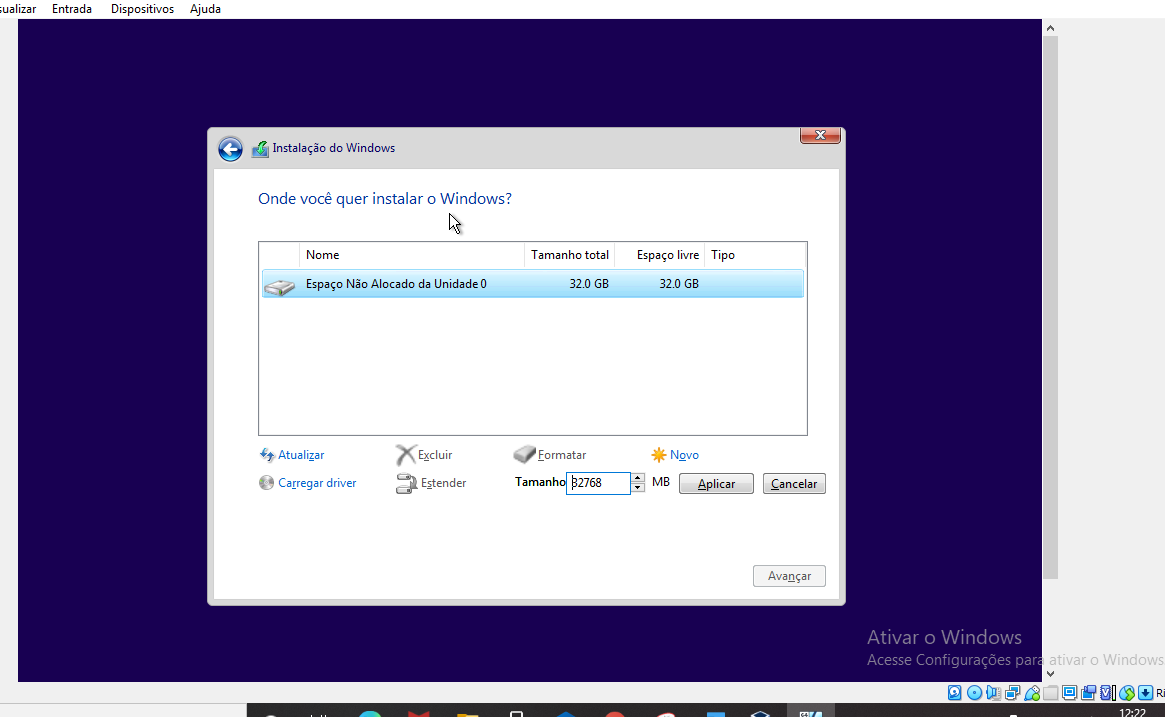 sualizar Entrada Dispositivos Ajuda
Instalação do Windows
Onde você quer instalar o Windows?
Nome Tamanho total Espaço livre Tipo
Espaço Não Alocado da Unidade 0 32.0 GB 32.0 GB
Atualizar Excluir Formatar Novo
Carregar driver Estender Tamanho 32768 MB Aplicar Cancelar
Avançar
Ativar o Windows
Acesse Configurações para ativar o Windows
12:22